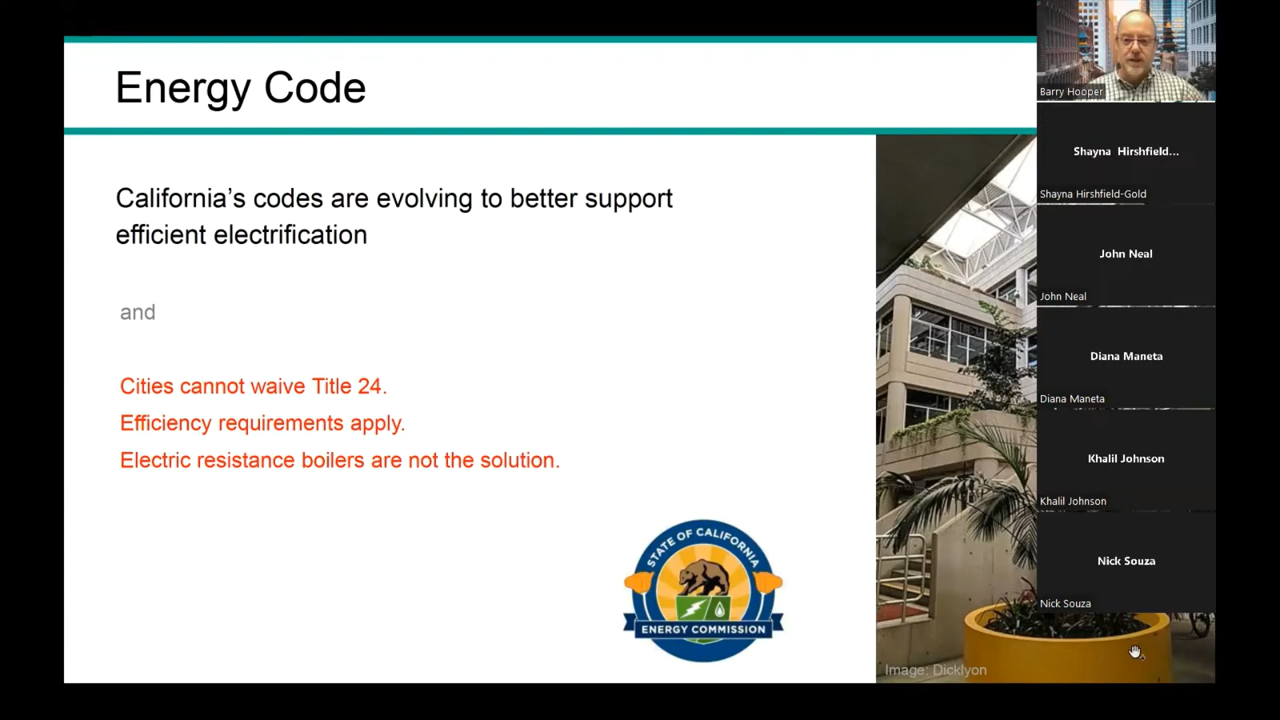 Energy Code
California’s codes are evolving to better support
efficient electrification
and
Cities cannot waive Title 24.
Efficiency requirements apply.
Electric resistance boilers are not the solution.
STATE OF CALIFORNIA
ENERGY COMMISSION
Image: Dicklyon
Barry Hooper
Shayna Hirshfield...
Shayna Hirshfield-Gold
John Neal
John Neal
Diana Maneta
Diana Maneta
Khalil Johnson
Khalil Johnson
Nick Souza
Nick Souza